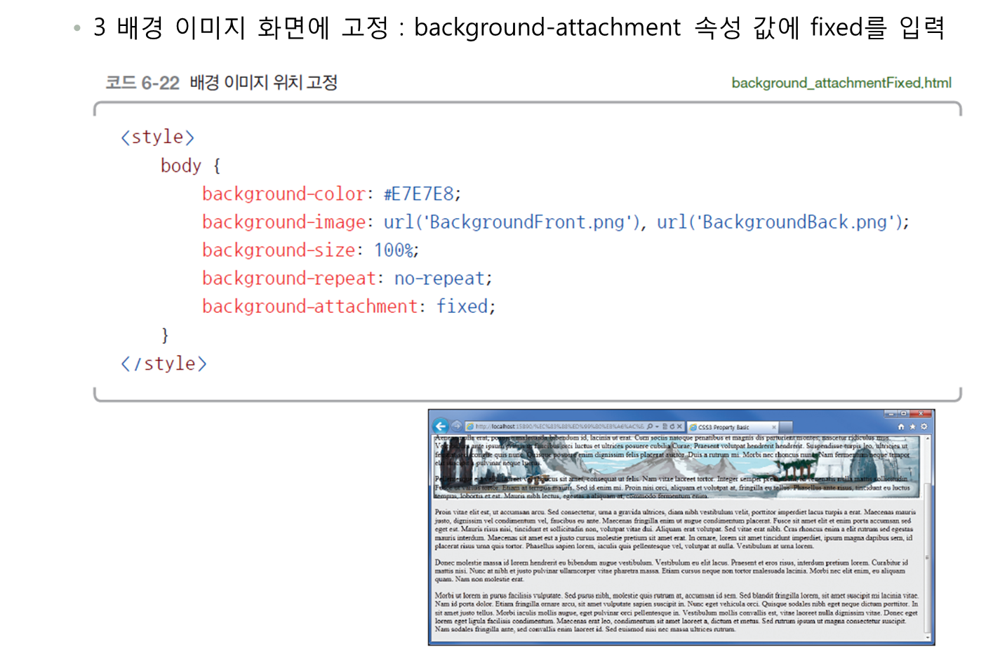 • 3 배경 이미지 화면에 고정 : background-attachment 속성 값에 fixed를 입력
코드 6-22 배경 이미지 위치 고정
background_attachmentFixed.html
<style>
body {
background-color: #E7E7E8;
background-image: url('BackgroundFront.png'), url('BackgroundBack.png');
background-size: 100%;
background-repeat: no-repeat;
background-attachment: fixed;
}
</style>
http://localhost
CSS3 Property Basic
erat, malesuada bibendum id, lacinia ut erat. Cum sociis natoque penatibus et magnis dis parturient montes, nascetur ridiculus mus.
Vestibulum ante ipsum primis in faucibus orci luctus et ultrices posuere cubilia Curae; Praesent volutpat hendrerit hendrerit. Suspendisse turpis leo, ultricies ut
congue quis nunc. Quisque posuere enim dignissim felis placerat auctor. Duis a rutrum mi. Morbi nec rhoncus nunc. Nam fermentum neque tempor
elit suscipit a pulvinar neque
laoreet rhoncus sit amet, consequat ut felis. Nam vitae laoreet tortor. Integer semper venenatis nulla mattis sollicitudin.
Fusce ut varius tortor. Etiam at tempus mauris. Sed id enim mi. Proin nisi orci, aliquam et volutpat at, fringilla eu tellus. Phasellus ante risus, tincidunt eu luctus
tempus, lobortis et est. Mauris nibh lectus, egestas a aliquam at, commodo fermentum enim.
Proin vitae elit est, ut accumsan arcu. Sed consectetur, urna a gravida ultrices, diam nibh vestibulum velit, porttitor imperdiet lacus turpis a erat. Maecenas mauris
justo, dignissim vel condimentum vel, faucibus eu ante. Maecenas fringilla enim ut augue condimentum placerat. Fusce sit amet elit et enim porta accumsan sed
eget est. Mauris risus nisi, tincidunt et sollicitudin non, volutpat vitae dui. Aliquam erat volutpat. Sed vitae erat nibh. Cras rhoncus enim a elit rutrum sed egestas
mauris interdum. Maecenas sit amet est a justo cursus molestie pretium sit amet erat. In ornare, lorem sit amet tincidunt imperdiet, ipsum magna dapibus sem, id
placerat risus urna quis tortor. Phasellus sapien lorem, iaculis quis pellentesque vel, volutpat at nulla. Vestibulum at urna lorem.
Donec molestie massa id lorem hendrerit eu bibendum augue vestibulum. Vestibulum eu elit lacus. Praesent et eros risus, interdum pretium lorem. Curabitur id
mattis nisi. Nunc at nibh et justo pulvinar ullamcorper vitae pharetra massa. Etiam cursus neque non tortor malesuada lacinia. Morbi nec elit enim, eu aliquam
quam. Nam non molestie erat.
Morbi ut lorem in purus facilisis vulputate. Sed purus nibh, molestie quis rutrum at, accumsan id sem. Sed blandit fringilla lorem, sit amet suscipit mi lacinia vitae.
Nam id porta dolor. Etiam fringilla ornare arcu, sit amet vulputate sapien suscipit in. Nunc eget vehicula orci. Quisque sodales nibh eget neque dictum porttitor. In
sit amet justo tellus. Morbi iaculis mollis augue, eget pulvinar orci pellentesque in. Vestibulum mollis convallis est, vitae laoreet nulla dignissim vitae. Donec eget
lorem eget ligula facilisis condimentum. Maecenas erat leo, condimentum sit amet laoreet a, dictum et metus. Sed rutrum ipsum ut magna consectetur suscipit.
Nam sodales fringilla ante, sed convallis enim laoreet id. Sed euismod nisi nec massa ultrices rutrum.